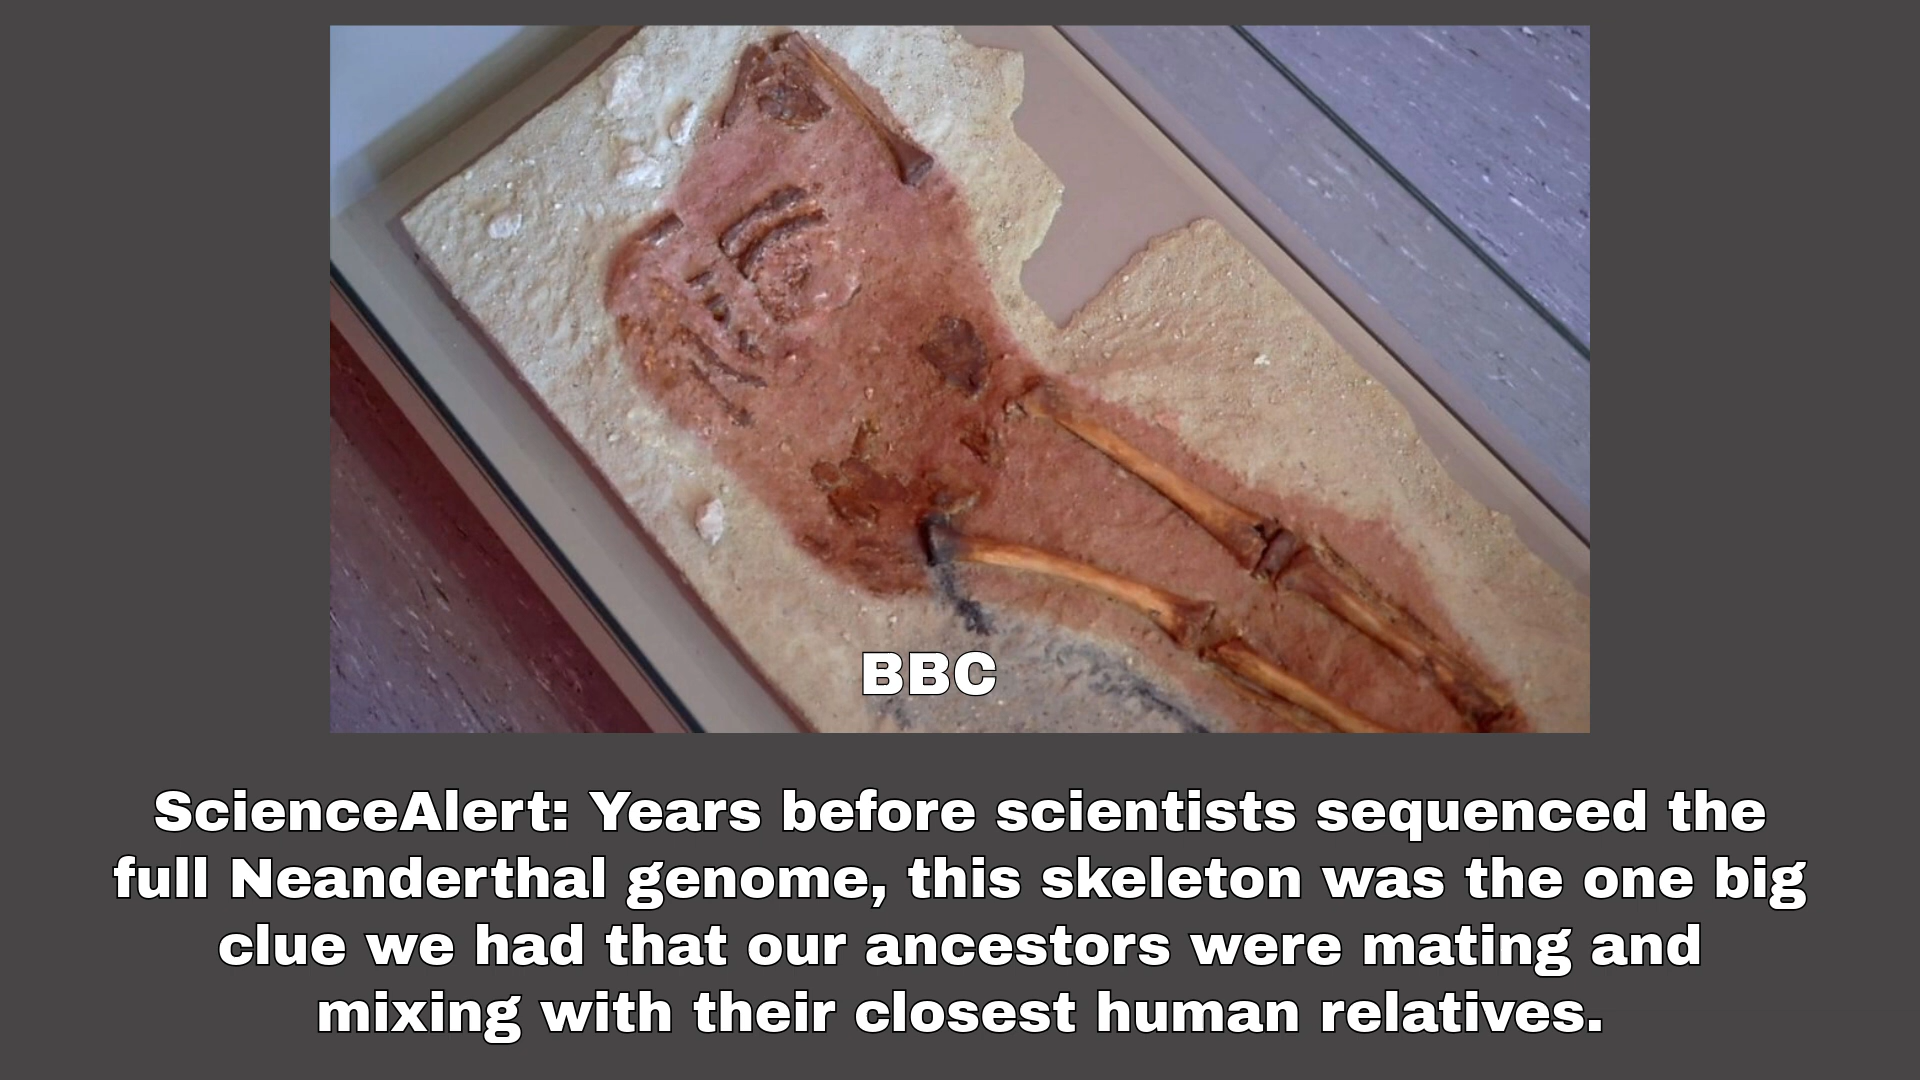 BBC
ScienceAlert: Years before scientists sequenced the
full Neanderthal genome, this skeleton was the one big
clue we had that our ancestors were mating and
mixing with their closest human relatives.